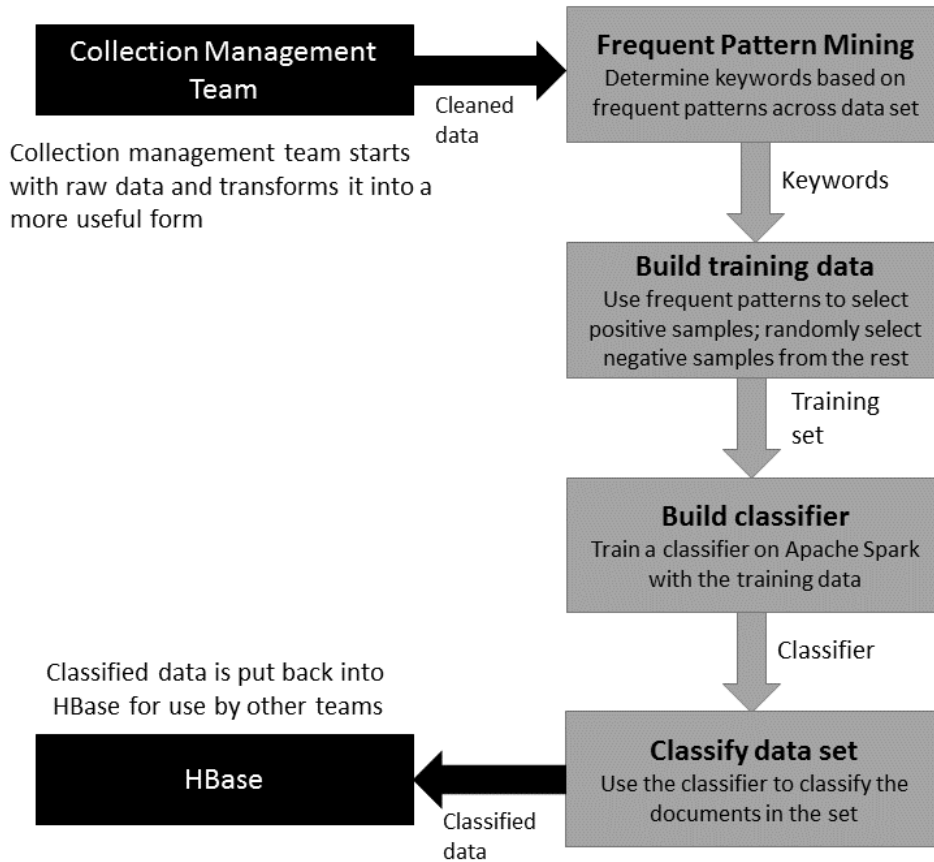 Collection Management
Team
Cleaned
data
Collection management team starts
with raw data and transforms it into a
more useful form
Frequent Pattern Mining
Determine keywords based on
frequent patterns across data set
Keywords
Build training data
Use frequent patterns to select
positive samples; randomly select
negative samples from the rest
Training
set
Build classifier
Train a classifier on Apache Spark
with the training data
Classifier
Classify data set
Use the classifier to classify the
documents in the set
Classified
data
Classified data is put back into
HBase for use by other teams
HBase